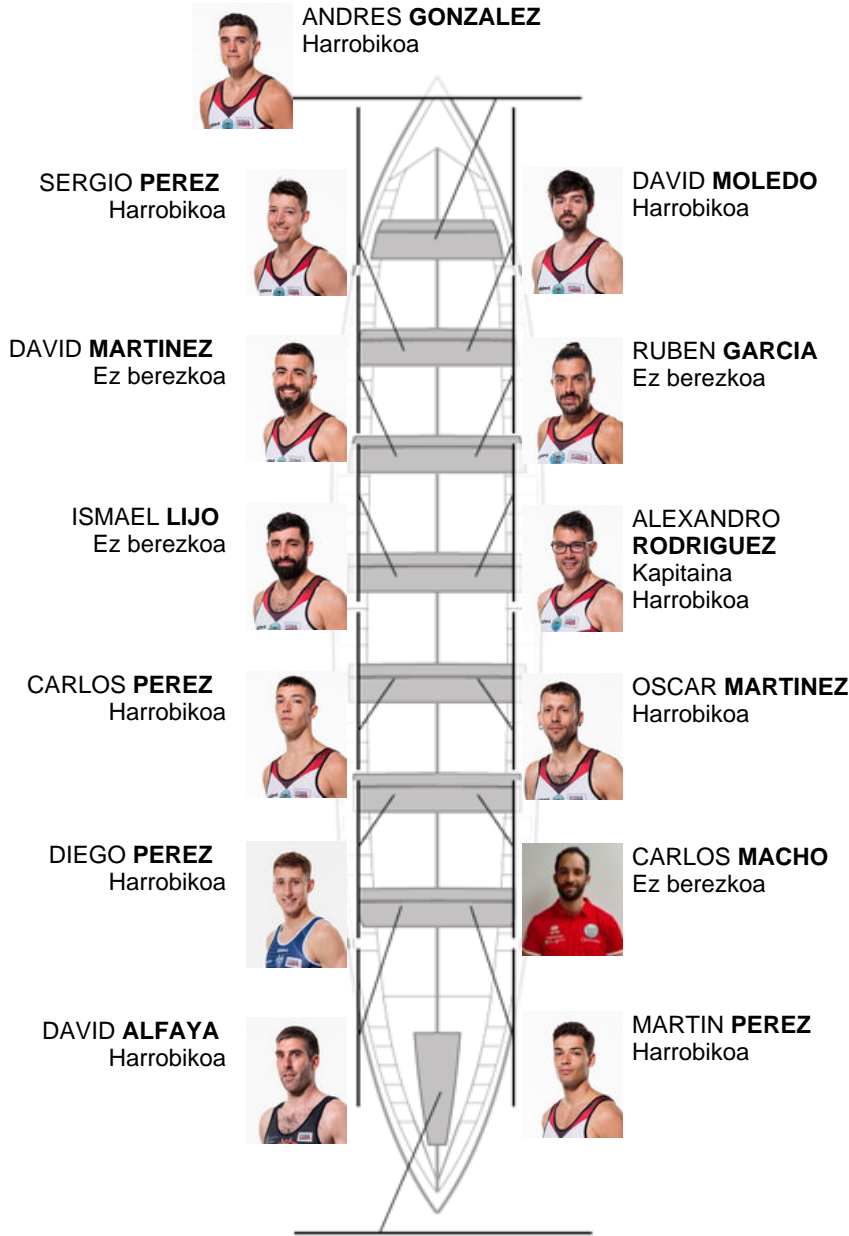 ANDRES GONZALEZ
Harrobikoa
SERGIO PEREZ
Harrobikoa
DAVID MOLEDO
Harrobikoa
DAVID MARTINEZ
Ez berezkoa
RUBEN GARCIA
Ez berezkoa
ISMAEL LIJO
Ez berezkoa
ALEXANDRO
RODRIGUEZ
Kapitaina
Harrobikoa
CARLOS PEREZ
Harrobikoa
OSCAR MARTINEZ
Harrobikoa
DIEGO PEREZ
Harrobikoa
CARLOS MACHO
Ez berezkoa
DAVID ALFAYA
Harrobikoa
MARTIN PEREZ
Harrobikoa